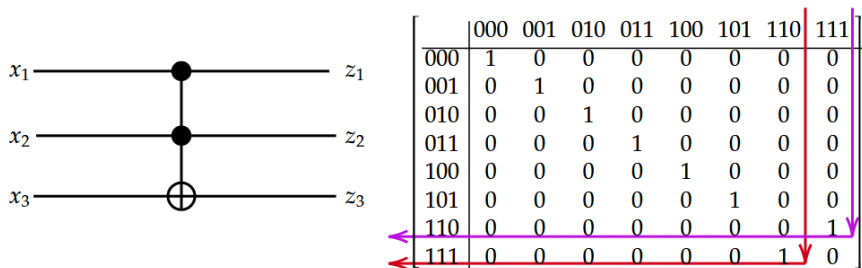 x1 z1
x2 z2
x3 z3
000 001 010 011 100 101 110 111
000 1 0 0 0 0 0 0 0
001 0 1 0 0 0 0 0 0
010 0 0 1 0 0 0 0 0
011 0 0 0 1 0 0 0 0
100 0 0 0 0 1 0 0 0
101 0 0 0 0 0 1 0 0
110 0 0 0 0 0 0 0 1
111 0 0 0 0 0 0 1 0